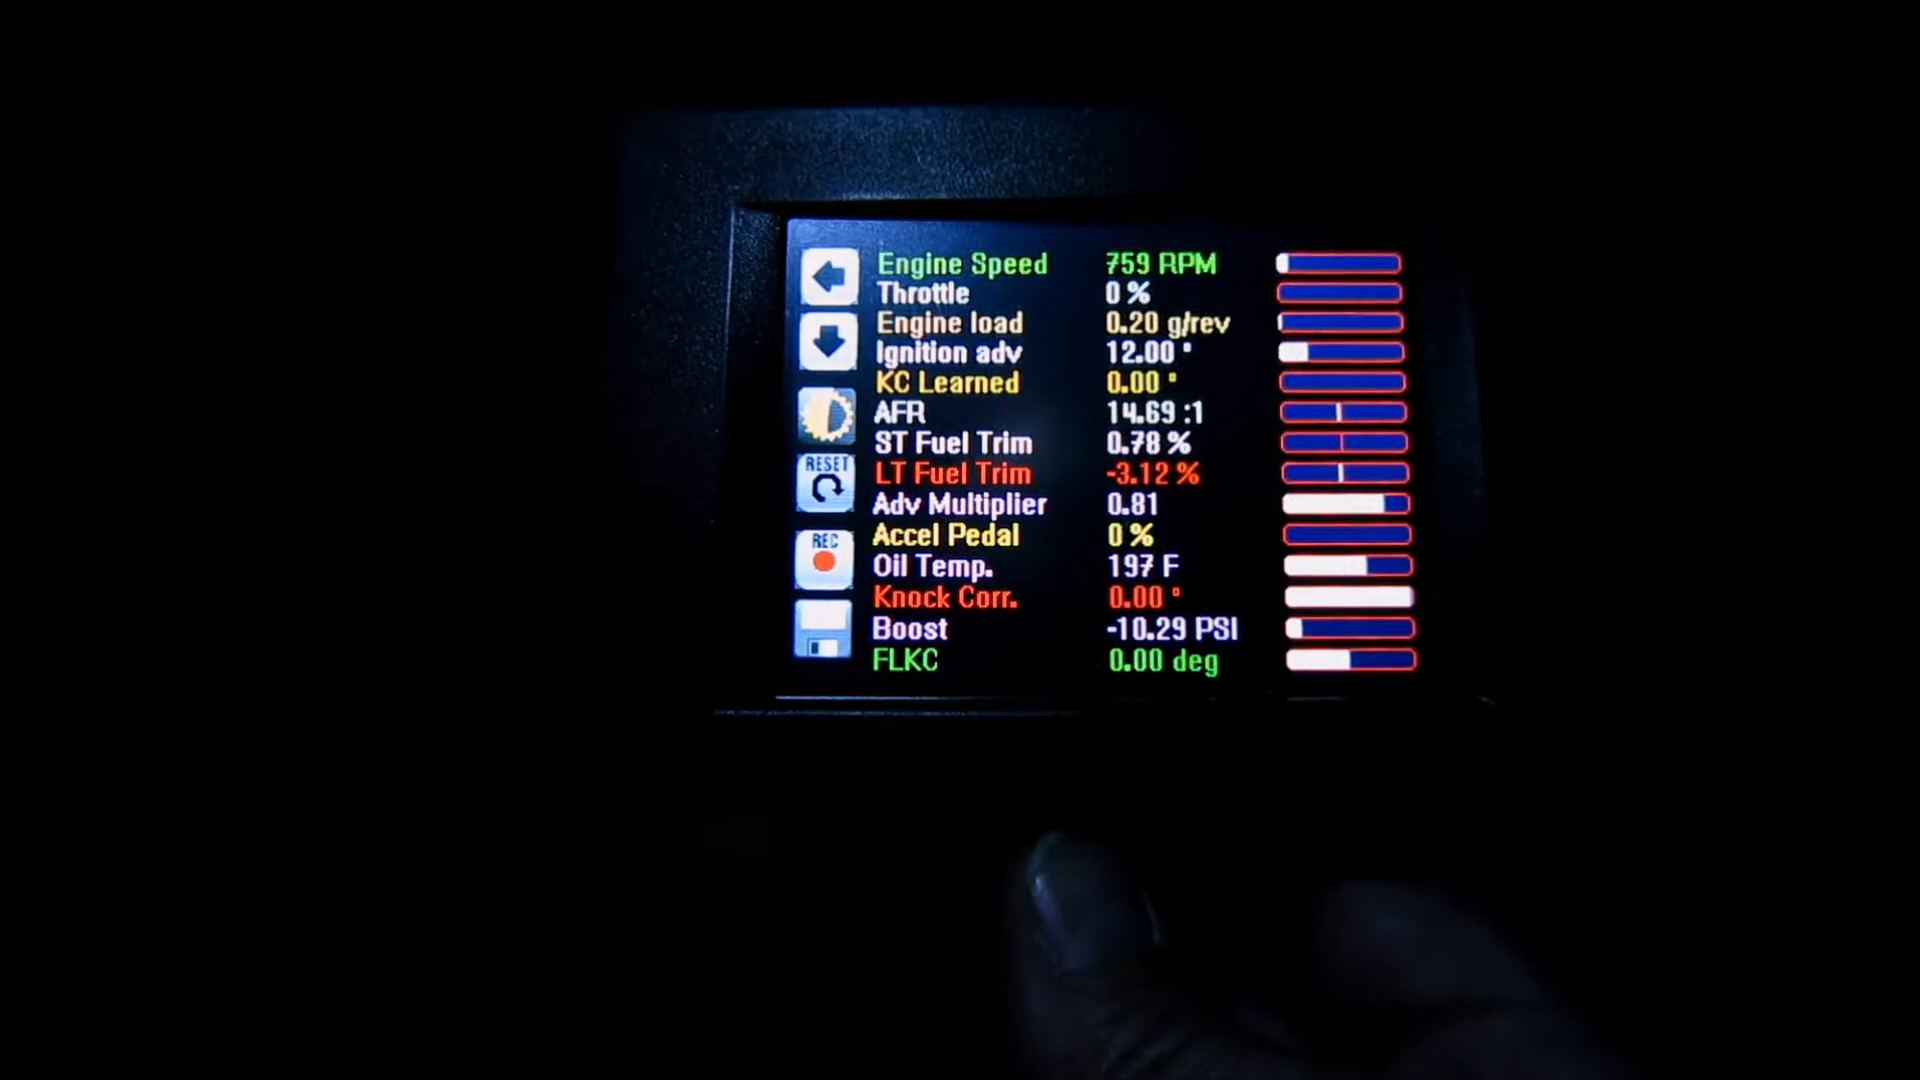 Engine Speed 759 RPM
Throttle 0 %
Engine load 0.20 g/rev
Ignition adv 12.00 °
KC Learned 0.00 °
AFR 14.69 :1
ST Fuel Trim 0.78 %
RESET
LT Fuel Trim -3.12 %
Adv Multiplier 0.81
REC
Accel Pedal 0 %
Oil Temp. 197 F
Knock Corr. 0.00 °
Boost -10.29 PSI
FLKC 0.00 deg